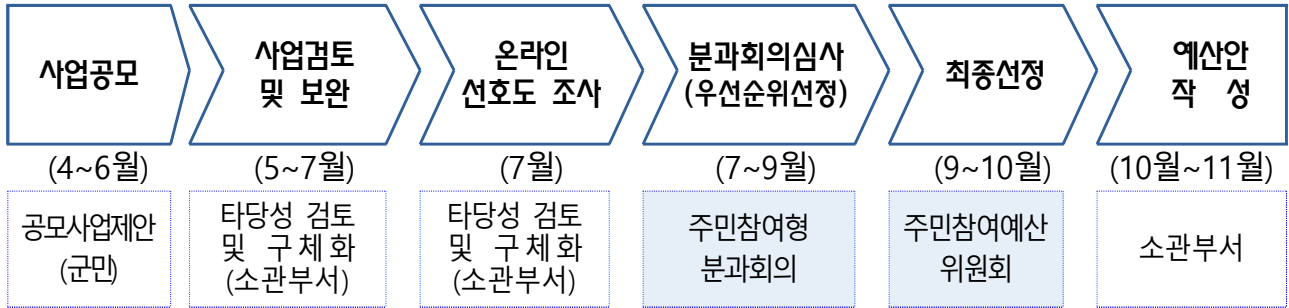 사업공모
사업검토
및 보완
온라인
선호도 조사
분과회의심사
(우선순위선정)
최종선정
예산안
작 성
(4~6월)
(5~7월)
(7월)
(7~9월)
(9~10월)
(10월~11월)
공모사업제안
(군민)
타당성 검토
및 구체화
(소관부서)
타당성 검토
및 구체화
(소관부서)
주민참여형
분과회의
주민참여예산
위원회
소관부서